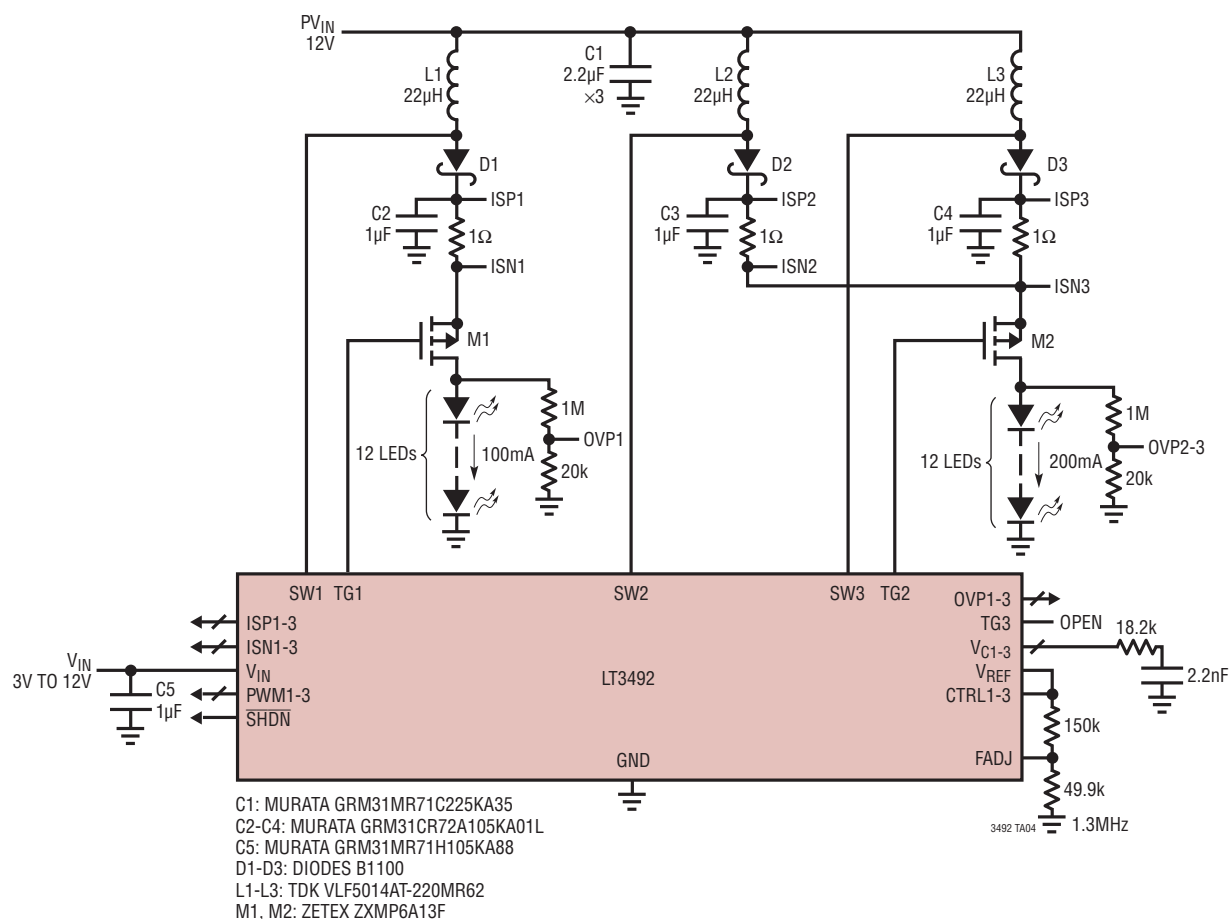 PVIN
12V
C1
2.2µF
×3
L1
22µH
L2
22µH
L3
22µH
D1
D2
D3
ISP1
ISP2
ISP3
C2
1µF
1Ω
C3
1µF
1Ω
C4
1µF
1Ω
ISN1
ISN2
ISN3
M1
M2
1M
OVP1
20k
12 LEDs
100mA
1M
OVP2-3
20k
12 LEDs
200mA
SW1
TG1
SW2
SW3
TG2
OVP1-3
ISP1-3
TG3
OPEN
18.2k
ISN1-3
VC1-3
VIN
3V TO 12V
VIN
LT3492
VREF
2.2nF
C5
1µF
PWM1-3
CTRL1-3
SHDN
150k
GND
FADJ
49.9k
3492 TA04
1.3MHz
C1: MURATA GRM31MR71C225KA35
C2-C4: MURATA GRM31CR72A105KA01L
C5: MURATA GRM31MR71H105KA88
D1-D3: DIODES B1100
L1-L3: TDK VLF5014AT-220MR62
M1, M2: ZETEX ZXMP6A13F